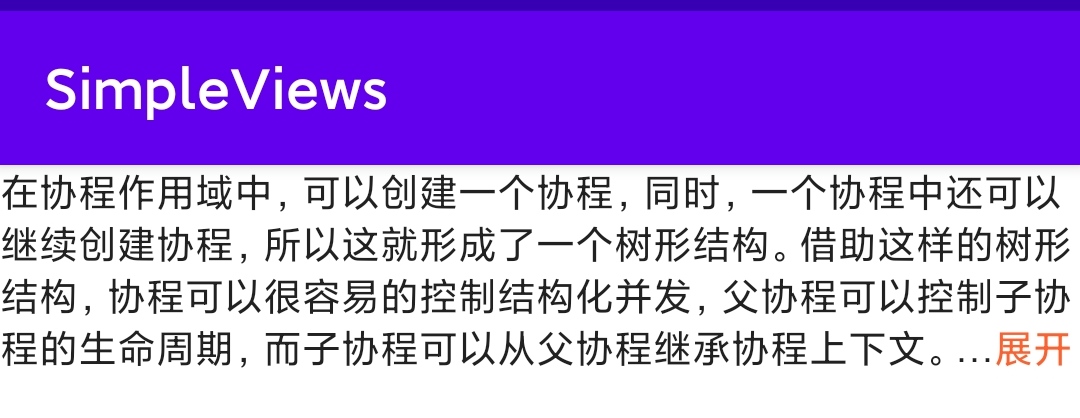 SimpleViews
在协程作用域中，可以创建一个协程，同时，一个协程中还可以
继续创建协程，所以这就形成了一个树形结构。借助这样的树形
结构，协程可以很容易的控制结构化并发，父协程可以控制子协
程的生命周期，而子协程可以从父协程继承协程上下文。...展开